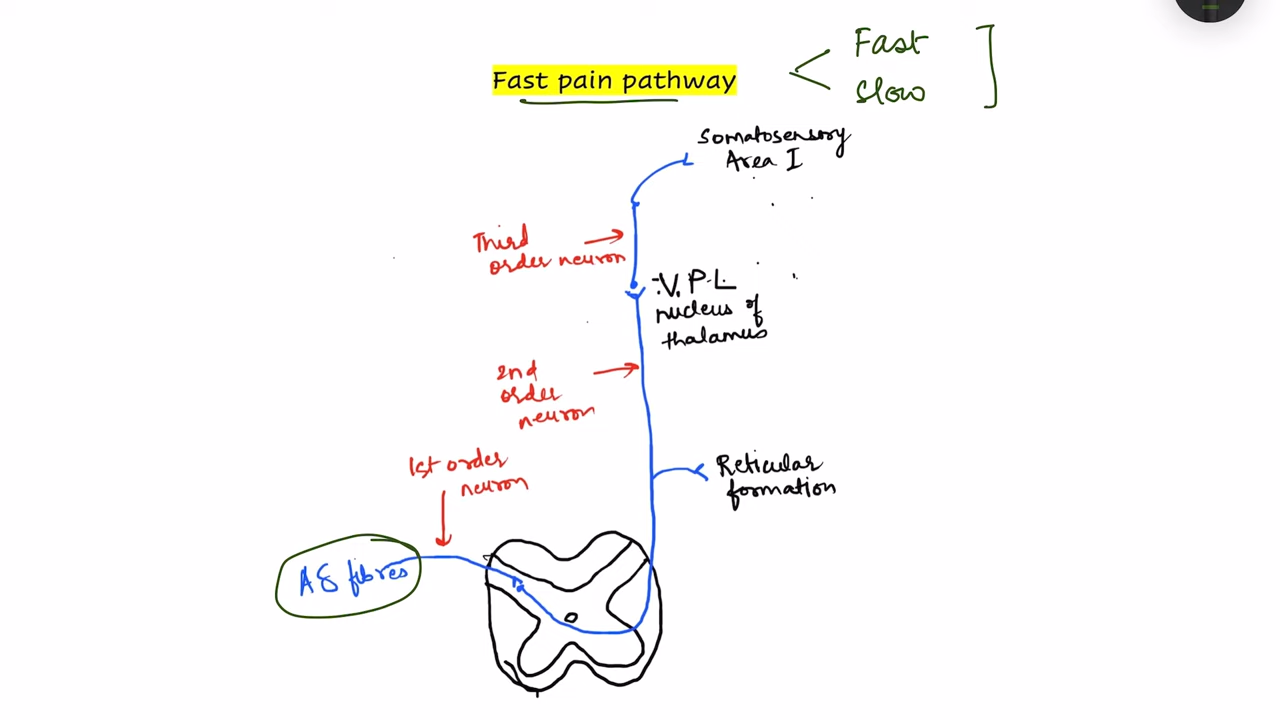 Fast pain pathway
Fast
Slow
Somatosensory
Area I
Third
order neuron
V.P.L
nucleus of
thalamus
2nd
order
neuron
1st order
neuron
Reticular
formation
Aδ fibres